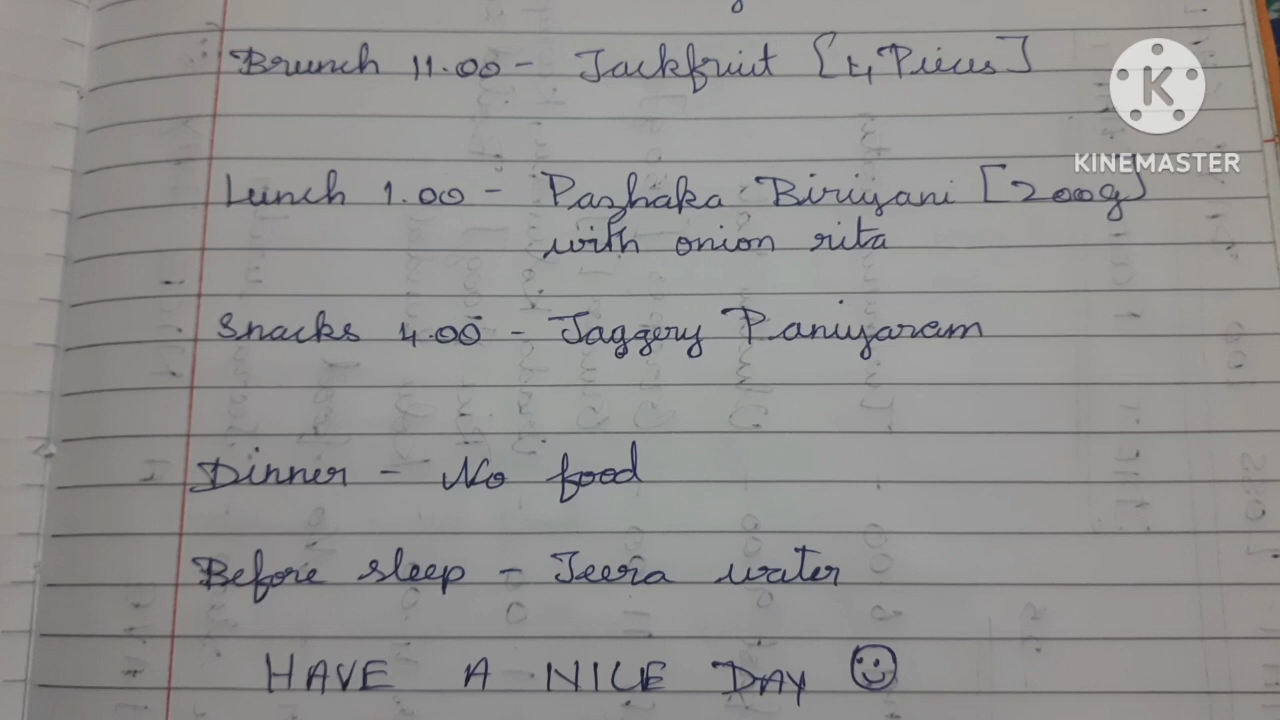 Brunch 11.00 - Jackfruit [4 Pieces]
KINEMASTER
Lunch 1.00 - Pazhaka Biriyani [200g]
with onion rita
Snacks 4.00 - Jaggery Paniyaram
Dinner - No food
Before sleep - Jeera water
HAVE A NICE DAY